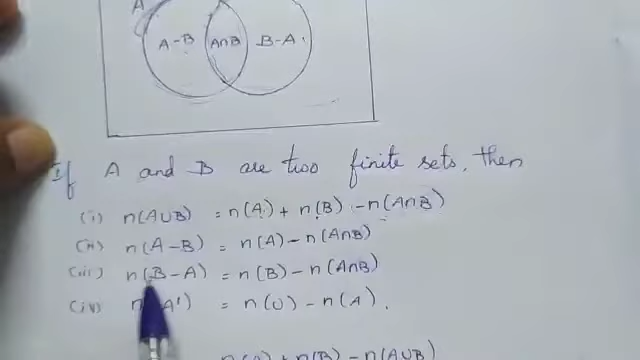 A
A-B A∩B B-A
If A and B are two finite sets, then
(i) n(A∪B) = n(A) + n(B) - n(A∩B)
(ii) n(A-B) = n(A) - n(A∩B)
(iii) n(B-A) = n(B) - n(A∩B)
(iv) n(A') = n(U) - n(A).
n(A) + n(B) - n(A∪B)